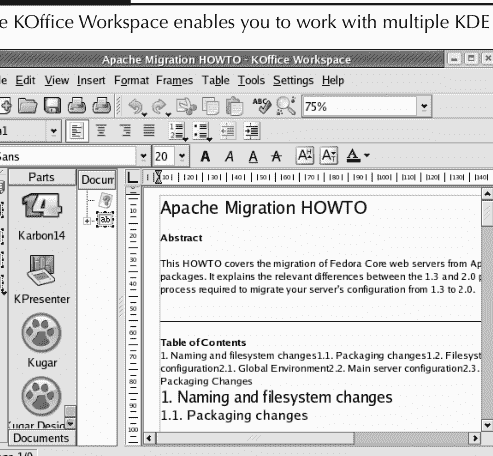 e KOffice Workspace enables you to work with multiple KDE
Apache Migration HOWTO - KOffice Workspace
le Edit View Insert Format Frames Table Tools Settings Help
75%
ans 20 A A A A
Parts
Docum
Karbon14
KPresenter
Kugar
Kugar Desig
Documents
Apache Migration HOWTO
Abstract
This HOWTO covers the migration of Fedora Core web servers from Ap
packages. It explains the relevant differences between the 1.3 and 2.0 p
process required to migrate your server's configuration from 1.3 to 2.0.
Table of Contents
1. Naming and filesystem changes1.1. Packaging changes1.2. Filesyst
configuration2.1. Global Environment2.2. Main server configuration2.3.
Packaging Changes
1. Naming and filesystem changes
1.1. Packaging changes